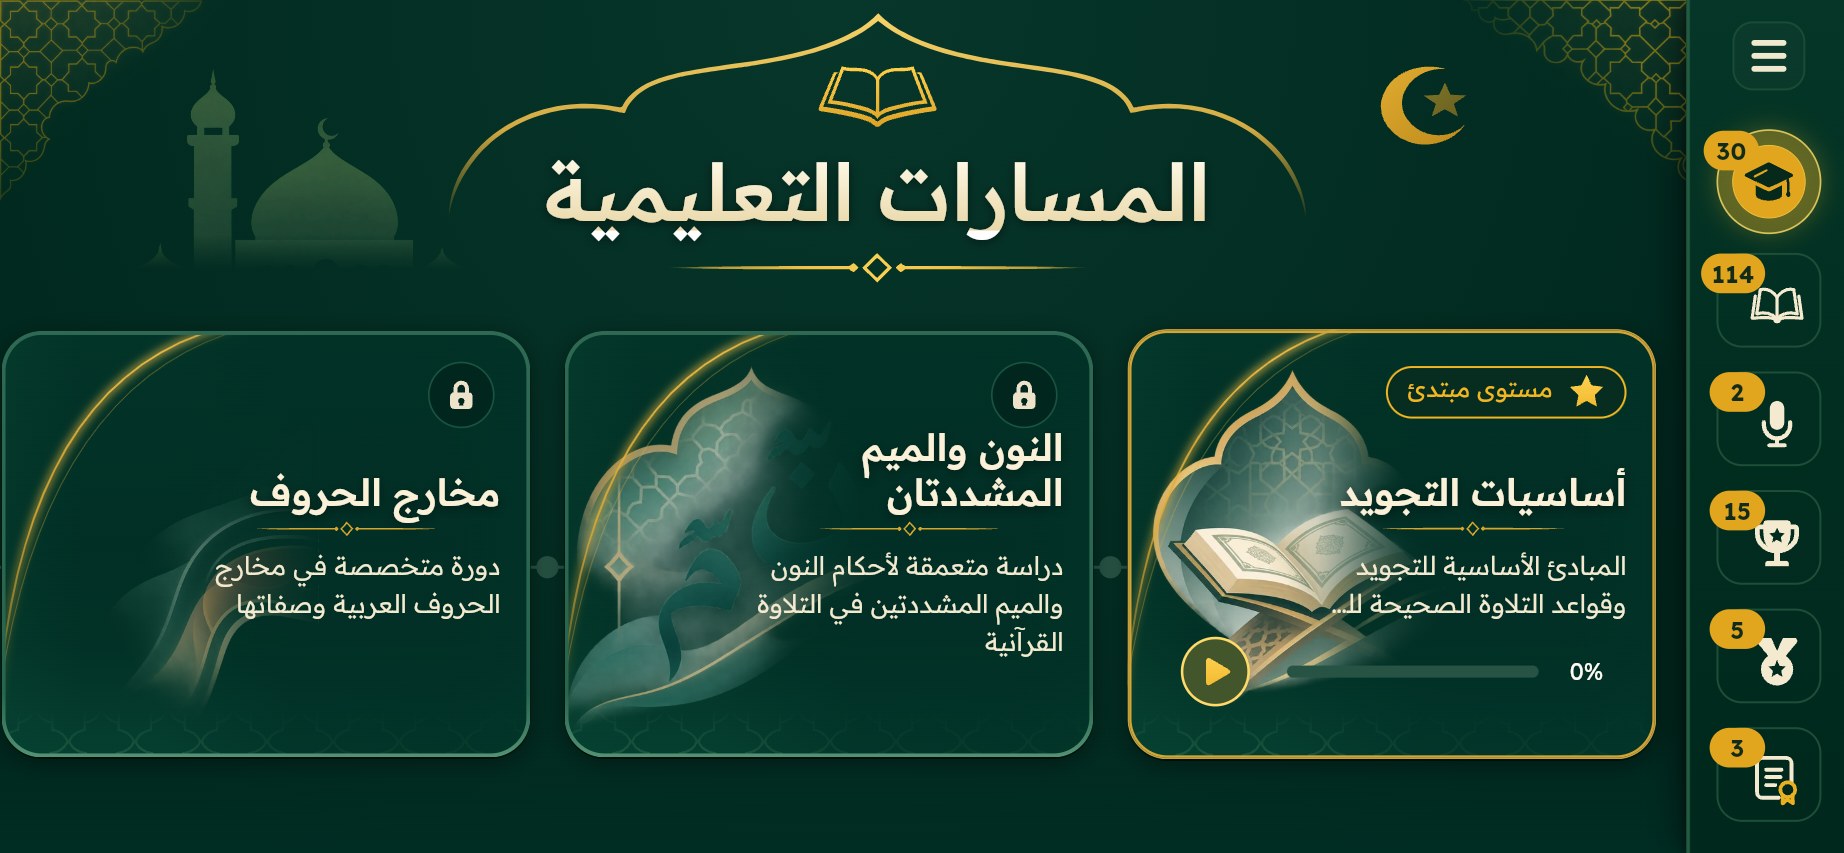 المسارات التعليمية
مستوى مبتدئ
أساسيات التجويد
المبادئ الأساسية للتجويد
وقواعد التلاوة الصحيحة للـ...
0%
النون والميم
المشددتان
دراسة متعمقة لأحكام النون
والميم المشددتين في التلاوة
القرآنية
مخارج الحروف
دورة متخصصة في مخارج
الحروف العربية وصفاتها
30
114
2
15
5
3